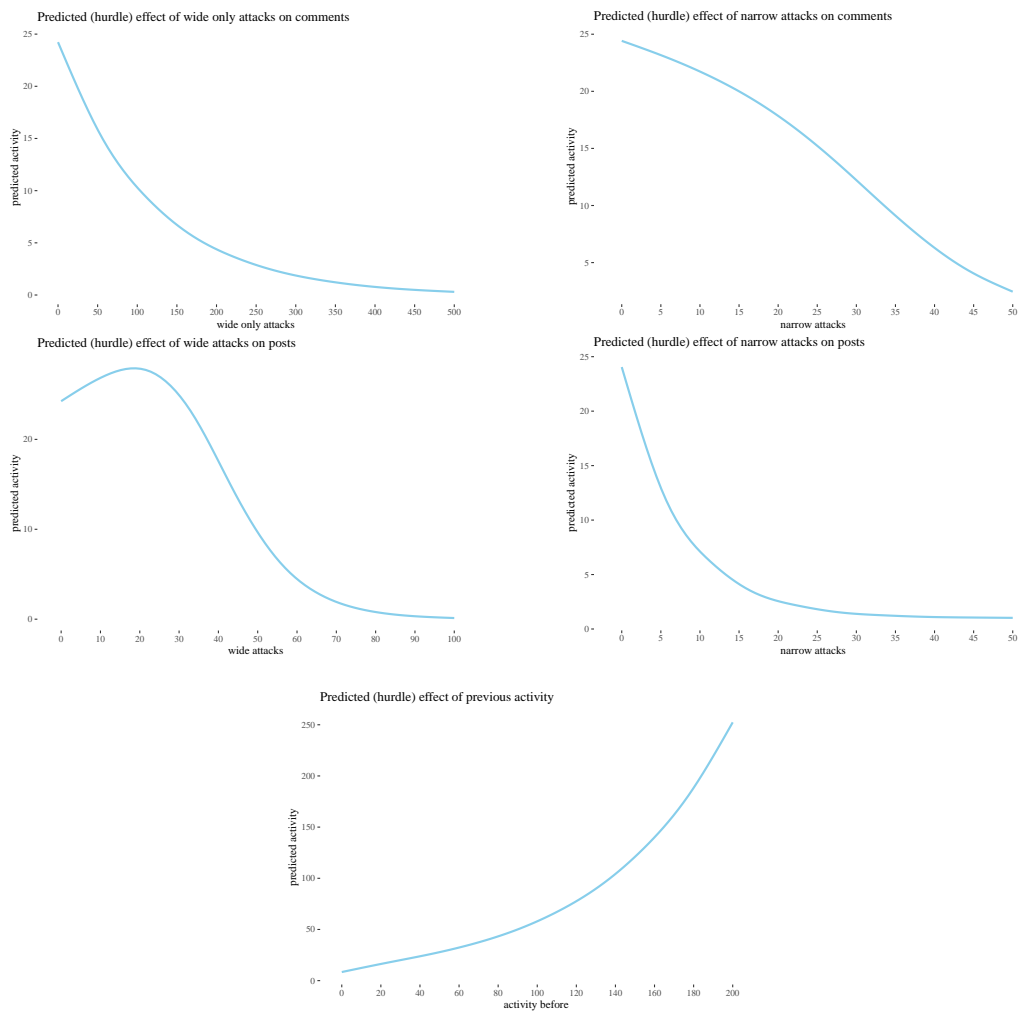 Predicted (hurdle) effect of wide only attacks on comments
25
20
15
10
5
0
predicted activity
0 50 100 150 200 250 300 350 400 450 500
wide only attacks
Predicted (hurdle) effect of narrow attacks on comments
25
20
15
10
5
predicted activity
0 5 10 15 20 25 30 35 40 45 50
narrow attacks
Predicted (hurdle) effect of wide attacks on posts
20
10
0
predicted activity
0 10 20 30 40 50 60 70 80 90 100
wide attacks
Predicted (hurdle) effect of narrow attacks on posts
25
20
15
10
5
0
predicted activity
0 5 10 15 20 25 30 35 40 45 50
narrow attacks
Predicted (hurdle) effect of previous activity
250
200
150
100
50
0
predicted activity
0 20 40 60 80 100 120 140 160 180 200
activity before